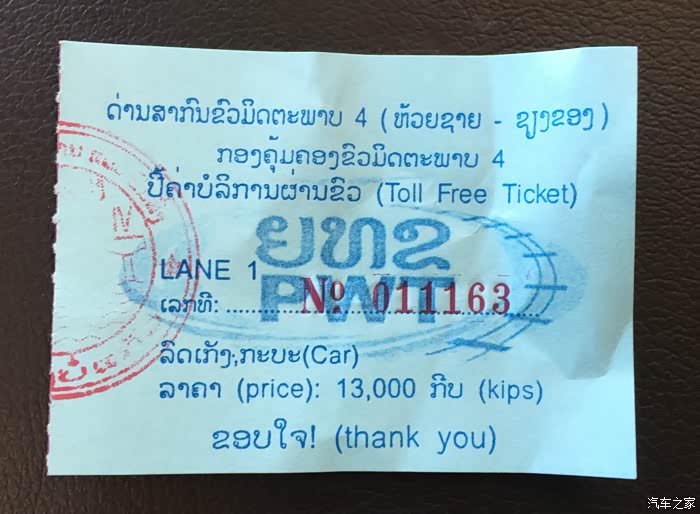 ດ່ານສາກົນຂົວມິດຕະພາບ 4 (ຫ້ວຍຊາຍ - ຊຽງຂອງ)
ກອງຄຸ້ມຄອງຂົວມິດຕະພາບ 4
ປີ້ຄ່າບໍລິການຜ່ານຂົວ (Toll Free Ticket)
ຍທຂ
PWT
LANE 1
ເລກທີ: .......... № 011163
ລົດເກັງ,ກະບະ(Car)
ລາຄາ (price): 13,000 ກີບ (kips)
ຂອບໃຈ! (thank you)
汽车之家